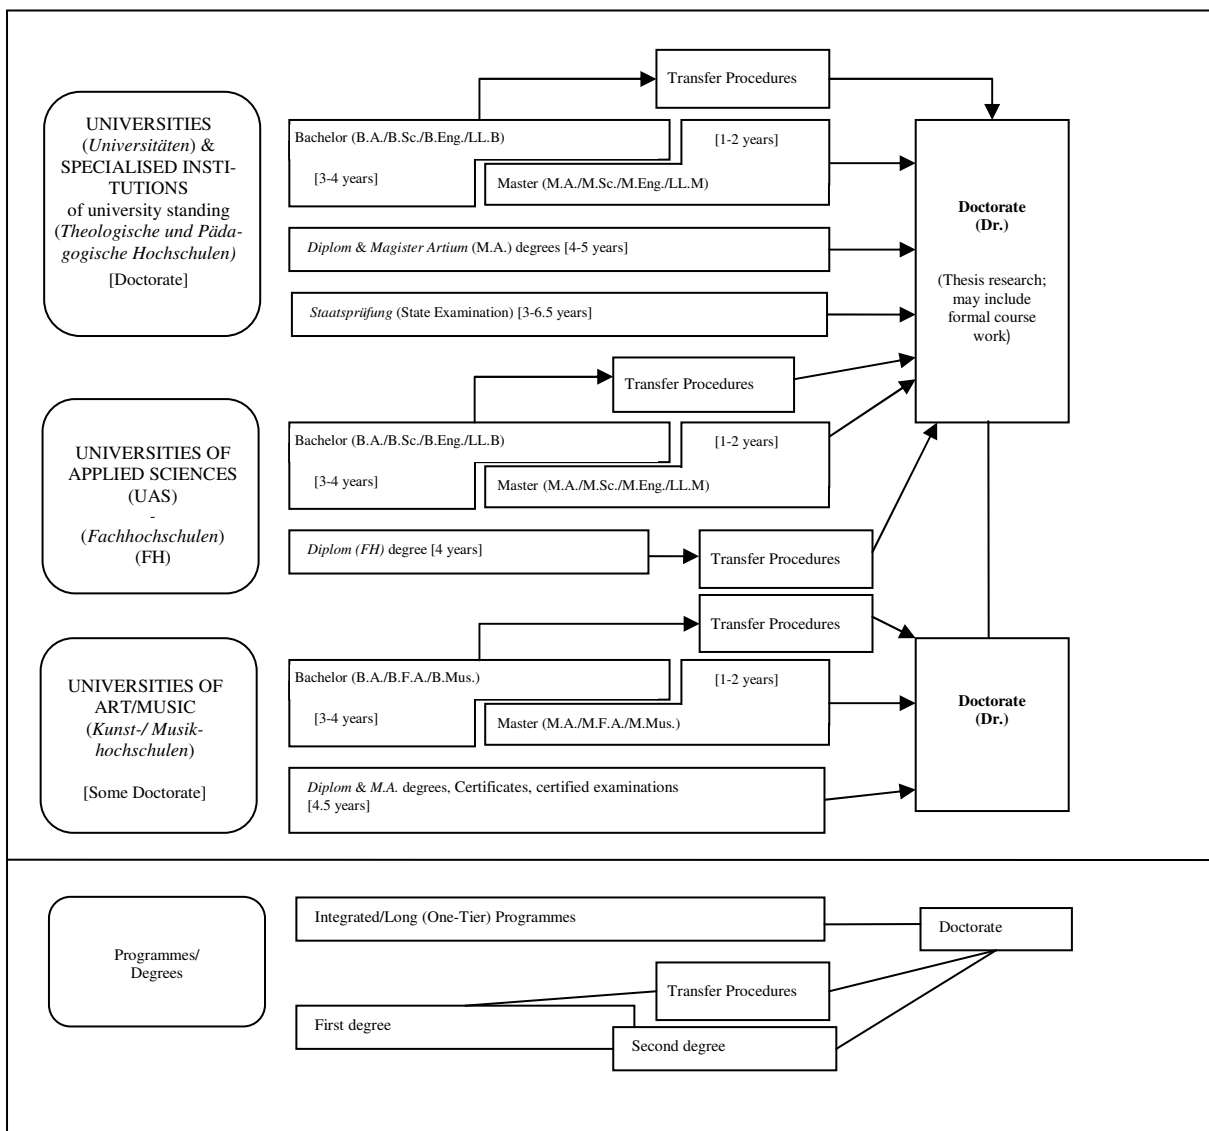 Transfer Procedures
UNIVERSITIES
(Universitäten) &
SPECIALISED INSTI-
TUTIONS
of university standing
(Theologische und Päda-
gogische Hochschulen)
[Doctorate]
Bachelor (B.A./B.Sc./B.Eng./LL.B)
[3-4 years]
[1-2 years]
Master (M.A./M.Sc./M.Eng./LL.M)
Diplom & Magister Artium (M.A.) degrees [4-5 years]
Staatsprüfung (State Examination) [3-6.5 years]
Doctorate
(Dr.)
(Thesis research;
may include
formal course
work)
UNIVERSITIES OF
APPLIED SCIENCES
(UAS)
-
(Fachhochschulen)
(FH)
Transfer Procedures
Bachelor (B.A./B.Sc./B.Eng./LL.B)
[3-4 years]
[1-2 years]
Master (M.A./M.Sc./M.Eng./LL.M)
Diplom (FH) degree [4 years]
Transfer Procedures
UNIVERSITIES OF
ART/MUSIC
(Kunst-/ Musik-
hochschulen)
[Some Doctorate]
Transfer Procedures
Bachelor (B.A./B.F.A./B.Mus.)
[3-4 years]
[1-2 years]
Master (M.A./M.F.A./M.Mus.)
Diplom & M.A. degrees, Certificates, certified examinations
[4.5 years]
Doctorate
(Dr.)
Programmes/
Degrees
Integrated/Long (One-Tier) Programmes
Doctorate
Transfer Procedures
First degree
Second degree